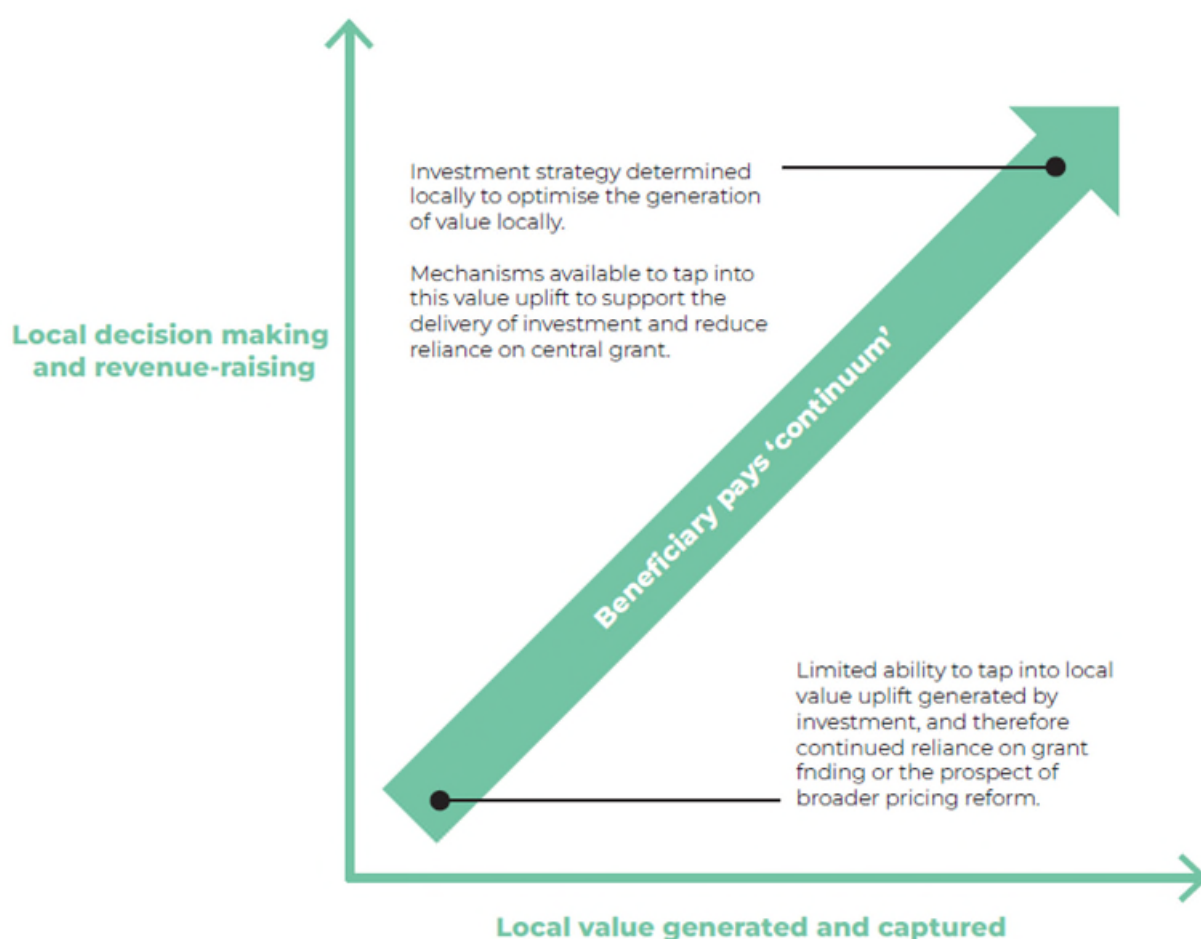 Investment strategy determined
locally to optimise the generation
of value locally.
Mechanisms available to tap into
this value uplift to support the
delivery of investment and reduce
reliance on central grant.
Local decision making
and revenue-raising
Beneficiary pays ‘continuum’
Limited ability to tap into local
value uplift generated by
investment, and therefore
continued reliance on grant
fnding or the prospect of
broader pricing reform.
Local value generated and captured